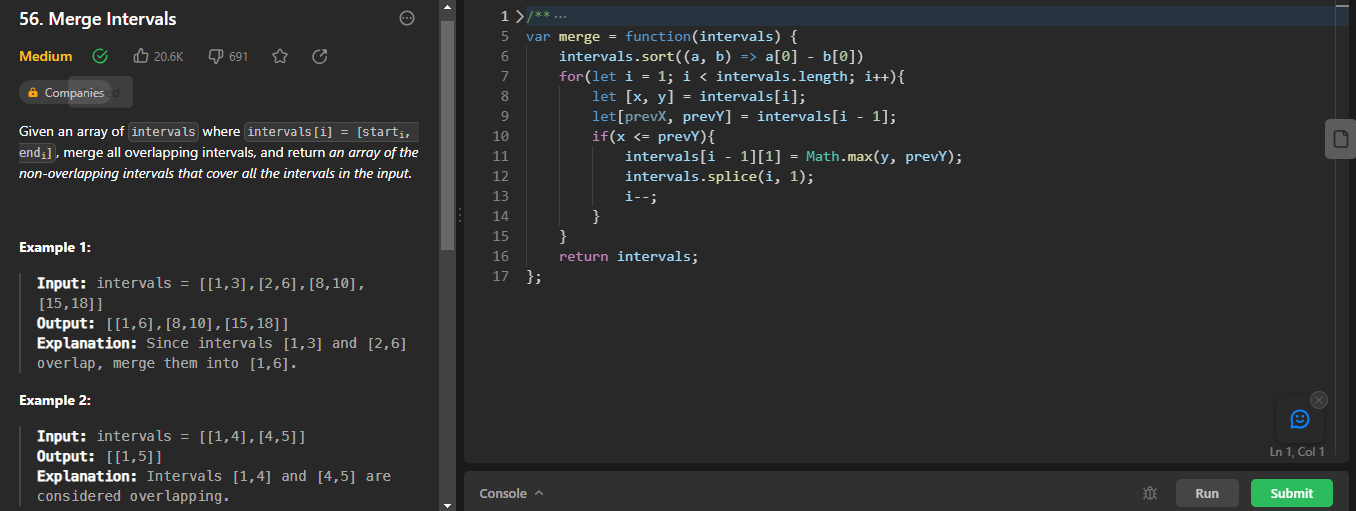 56. Merge Intervals
Medium 20.6K 691
Companies
Given an array of intervals where intervals[i] = [starti,
endi], merge all overlapping intervals, and return an array of the
non-overlapping intervals that cover all the intervals in the input.
Example 1:
Input: intervals = [[1,3],[2,6],[8,10],
[15,18]]
Output: [[1,6],[8,10],[15,18]]
Explanation: Since intervals [1,3] and [2,6]
overlap, merge them into [1,6].
Example 2:
Input: intervals = [[1,4],[4,5]]
Output: [[1,5]]
Explanation: Intervals [1,4] and [4,5] are
considered overlapping.
1 /** ···
5 var merge = function(intervals) {
6 intervals.sort((a, b) => a[0] - b[0])
7 for(let i = 1; i < intervals.length; i++){
8 let [x, y] = intervals[i];
9 let[prevX, prevY] = intervals[i - 1];
10 if(x <= prevY){
11 intervals[i - 1][1] = Math.max(y, prevY);
12 intervals.splice(i, 1);
13 i--;
14 }
15 }
16 return intervals;
17 };
Ln 1, Col 1
Console Run Submit